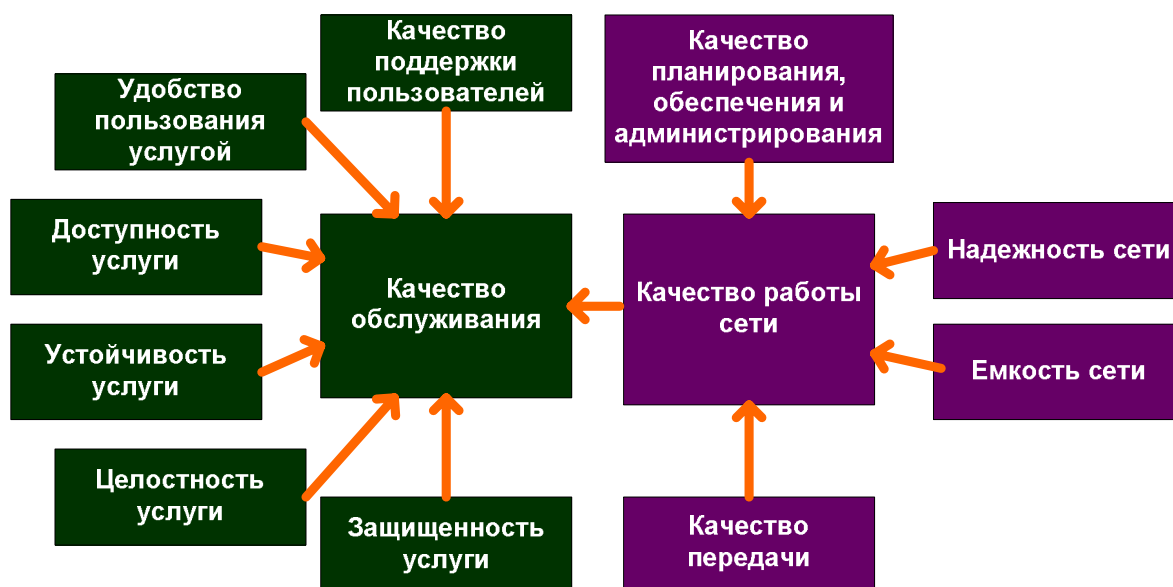 Качество
поддержки
пользователей
Качество
планирования,
обеспечения и
администрирования
Удобство
пользования
услугой
Доступность
услуги
Качество
обслуживания
Качество работы
сети
Надежность сети
Устойчивость
услуги
Емкость сети
Целостность
услуги
Защищенность
услуги
Качество
передачи